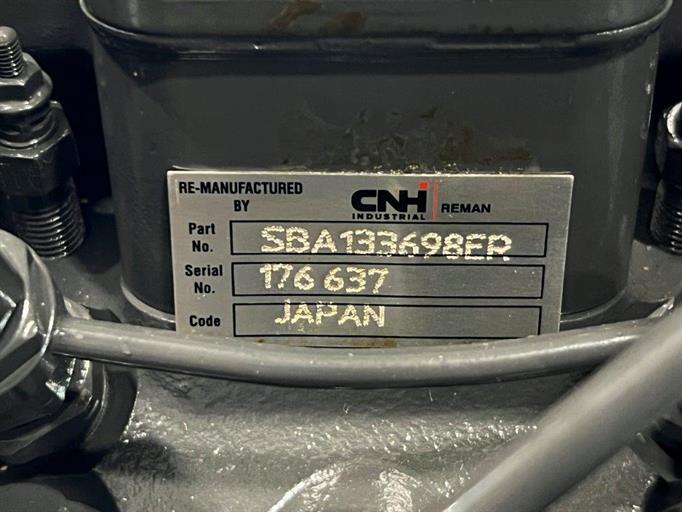 RE-MANUFACTURED
BY
CNH
INDUSTRIAL
REMAN
Part
No.
SBA133698ER
Serial
No.
176 637
Code
JAPAN